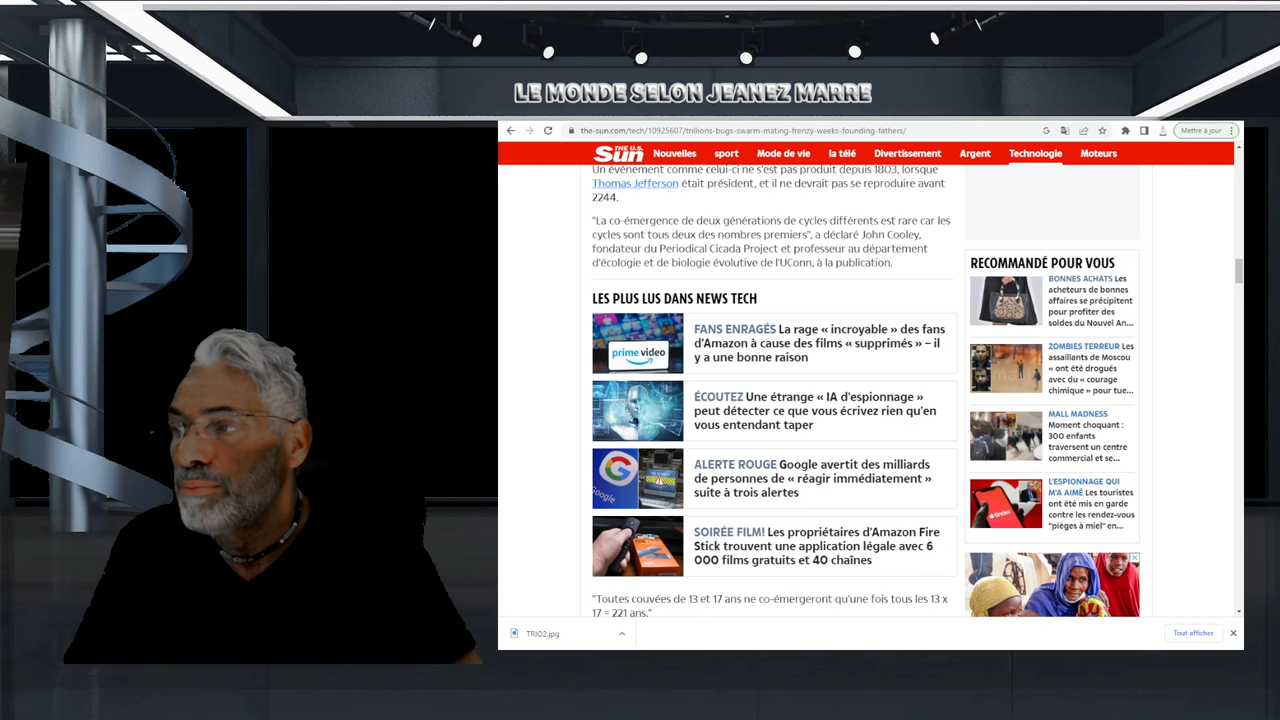 LE MONDE SELON JEANEZ MARRE
the-sun.com/tech/10925607/trillions-bugs-swarm-mating-frenzy-weeks-founding-fathers/
Mettre à jour
THE U.S. Sun
Nouvelles sport Mode de vie la télé Divertissement Argent Technologie Moteurs
Un événement comme celui-ci ne s'est pas produit depuis 1803, lorsque
Thomas Jefferson était président, et il ne devrait pas se reproduire avant
2244.
"La co-émergence de deux générations de cycles différents est rare car les
cycles sont tous deux des nombres premiers", a déclaré John Cooley,
fondateur du Periodical Cicada Project et professeur au département
d'écologie et de biologie évolutive de l'UConn, à la publication.
LES PLUS LUS DANS NEWS TECH
prime video
FANS ENRAGÉS La rage « incroyable » des fans
d'Amazon à cause des films « supprimés » – il
y a une bonne raison
ÉCOUTEZ Une étrange « IA d'espionnage »
peut détecter ce que vous écrivez rien qu'en
vous entendant taper
Google
ALERTE ROUGE Google avertit des milliards
de personnes de « réagir immédiatement »
suite à trois alertes
SOIRÉE FILM! Les propriétaires d'Amazon Fire
Stick trouvent une application légale avec 6
000 films gratuits et 40 chaînes
"Toutes couvées de 13 et 17 ans ne co-émergeront qu'une fois tous les 13 x
17 = 221 ans."
RECOMMANDÉ POUR VOUS
BONNES ACHATS Les
acheteurs de bonnes
affaires se précipitent
pour profiter des
soldes du Nouvel An...
ZOMBIES TERREUR Les
assaillants de Moscou
« ont été drogués
avec du « courage
chimique » pour tue...
MALL MADNESS
Moment choquant :
300 enfants
traversent un centre
commercial et se...
tinder
L'ESPIONNAGE QUI
M'A AIMÉ Les touristes
ont été mis en garde
contre les rendez-vous
"pièges à miel" en...
TRIO2.jpg
Tout afficher